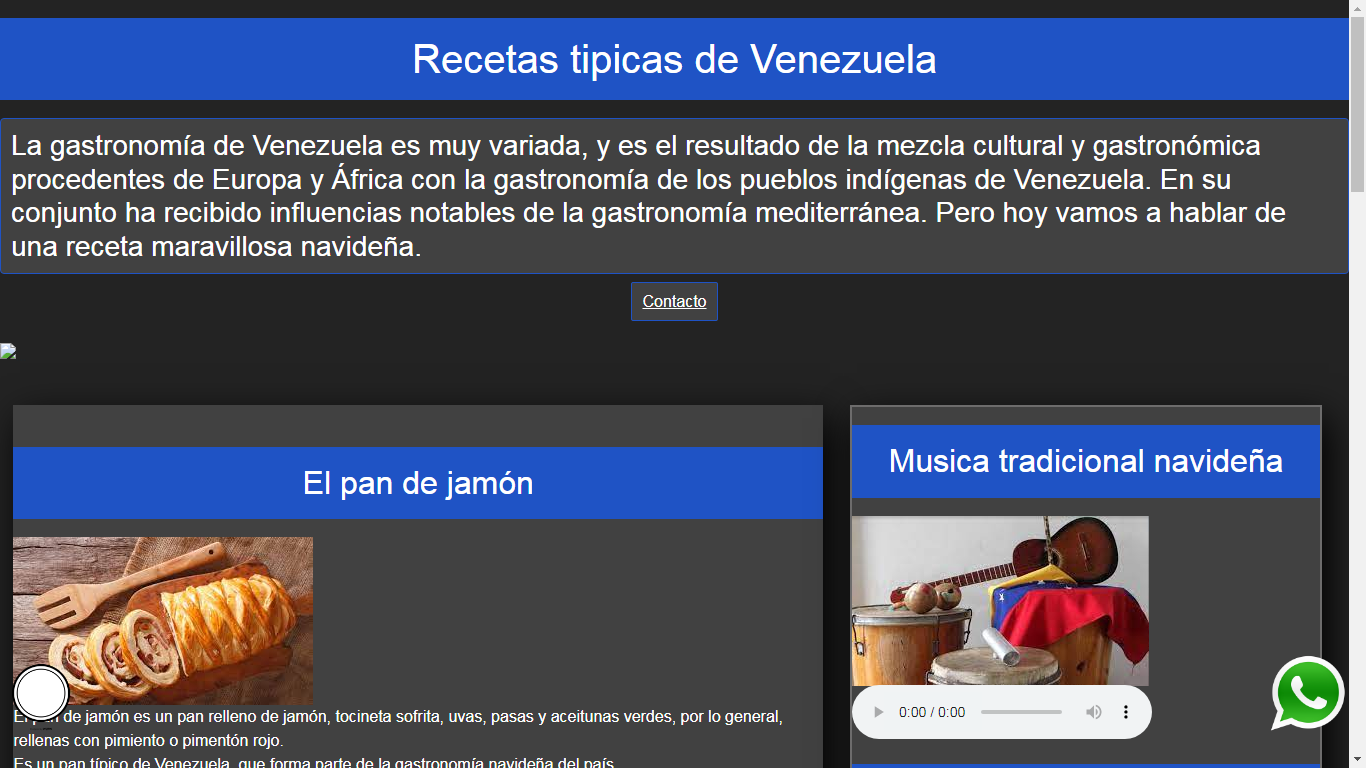 Recetas tipicas de Venezuela
La gastronomía de Venezuela es muy variada, y es el resultado de la mezcla cultural y gastronómica
procedentes de Europa y África con la gastronomía de los pueblos indígenas de Venezuela. En su
conjunto ha recibido influencias notables de la gastronomía mediterránea. Pero hoy vamos a hablar de
una receta maravillosa navideña.
Contacto
El pan de jamón
El pan de jamón es un pan relleno de jamón, tocineta sofrita, uvas, pasas y aceitunas verdes, por lo general,
rellenas con pimiento o pimentón rojo.
Es un pan típico de Venezuela, que forma parte de la gastronomía navideña del país
Musica tradicional navideña
0:00 / 0:00